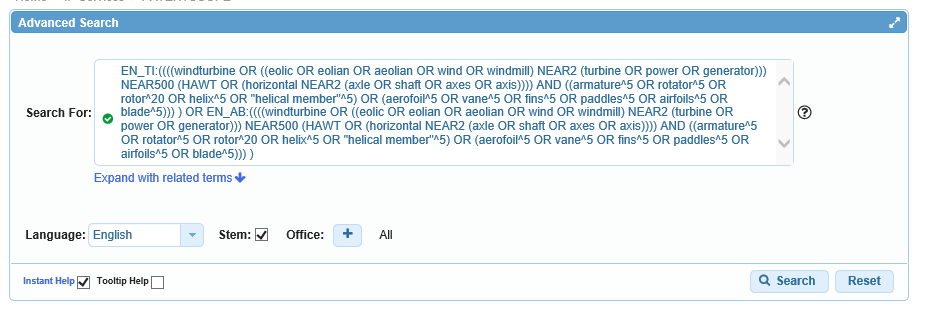 Advanced Search
EN_TI:((((windturbine OR ((eolic OR eolian OR aeolian OR wind OR windmill) NEAR2 (turbine OR power OR generator)))
NEAR500 (HAWT OR (horizontal NEAR2 (axle OR shaft OR axes OR axis)))) AND ((armature^5 OR rotator^5 OR
rotor^20 OR helix^5 OR "helical member"^5) OR (aerofoil^5 OR vane^5 OR fins^5 OR paddles^5 OR airfoils^5 OR
Search For: blade^5))) ) OR EN_AB:((((windturbine OR ((eolic OR eolian OR aeolian OR wind OR windmill) NEAR2 (turbine OR
power OR generator))) NEAR500 (HAWT OR (horizontal NEAR2 (axle OR shaft OR axes OR axis)))) AND ((armature^5
OR rotator^5 OR rotor^20 OR helix^5 OR "helical member"^5) OR (aerofoil^5 OR vane^5 OR fins^5 OR paddles^5 OR
airfoils^5 OR blade^5))) )
Expand with related terms
Language: English Stem: Office: + All
Instant Help Tooltip Help Search Reset